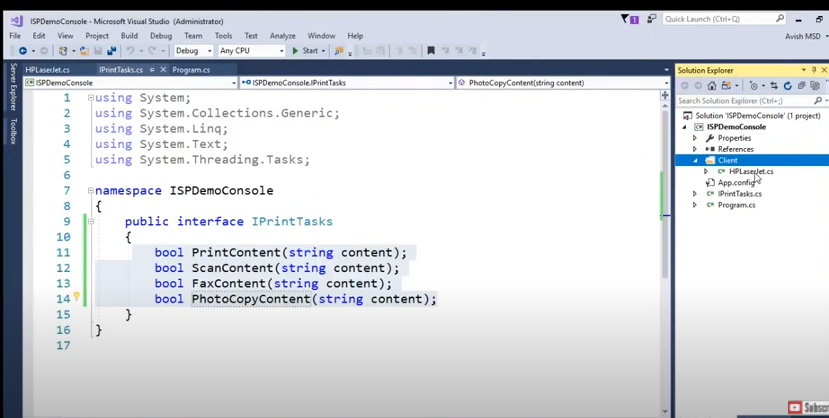 ISPDemoConsole - Microsoft Visual Studio (Administrator)
1
Quick Launch (Ctrl+Q)
File Edit View Project Build Debug Team Tools Test Analyze Window Help
Avish MSD
Debug Any CPU Start
HPLaserJet.cs IPrintTasks.cs Program.cs
ISPDemoConsole ISPDemoConsole.IPrintTasks PhotoCopyContent(string content)
Server Explorer
Toolbox
1 using System;
2 using System.Collections.Generic;
3 using System.Linq;
4 using System.Text;
5 using System.Threading.Tasks;
6
7 namespace ISPDemoConsole
8 {
9 public interface IPrintTasks
10 {
11 bool PrintContent(string content);
12 bool ScanContent(string content);
13 bool FaxContent(string content);
14 bool PhotoCopyContent(string content);
15 }
16 }
17
Solution Explorer
Search Solution Explorer (Ctrl+;)
Solution 'ISPDemoConsole' (1 project)
ISPDemoConsole
Properties
References
Client
HPLaserJet.cs
App.config
IPrintTasks.cs
Program.cs